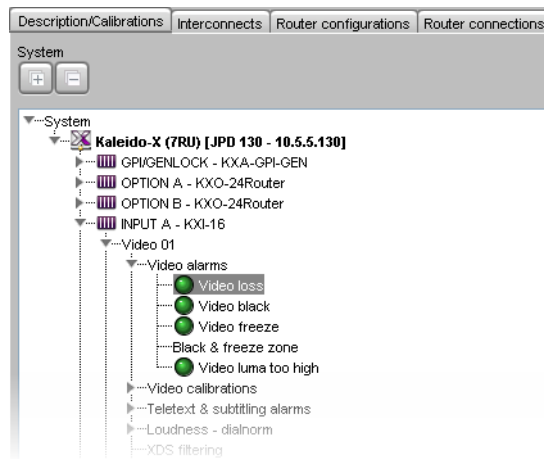 Description/Calibrations Interconnects Router configurations Router connections
System
System
Kaleido-X (7RU) [JPD 130 - 10.5.5.130]
GPI/GENLOCK - KXA-GPI-GEN
OPTION A - KXO-24Router
OPTION B - KXO-24Router
INPUT A - KXI-16
Video 01
Video alarms
Video loss
Video black
Video freeze
Black & freeze zone
Video luma too high
Video calibrations
Teletext & subtitling alarms
Loudness - dialnorm
XDS filtering